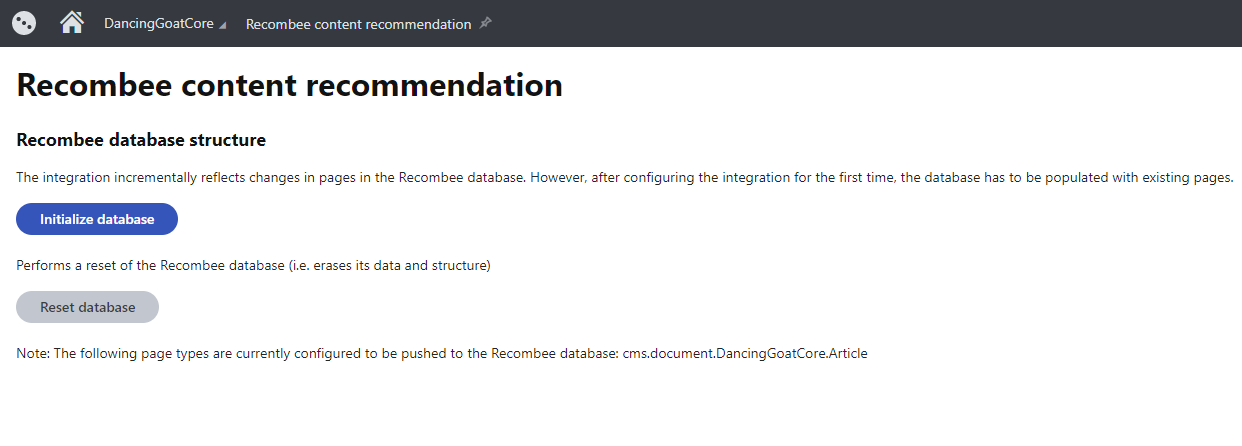 DancingGoatCore Recombee content recommendation
Recombee content recommendation
Recombee database structure
The integration incrementally reflects changes in pages in the Recombee database. However, after configuring the integration for the first time, the database has to be populated with existing pages.
Initialize database
Performs a reset of the Recombee database (i.e. erases its data and structure)
Reset database
Note: The following page types are currently configured to be pushed to the Recombee database: cms.document.DancingGoatCore.Article